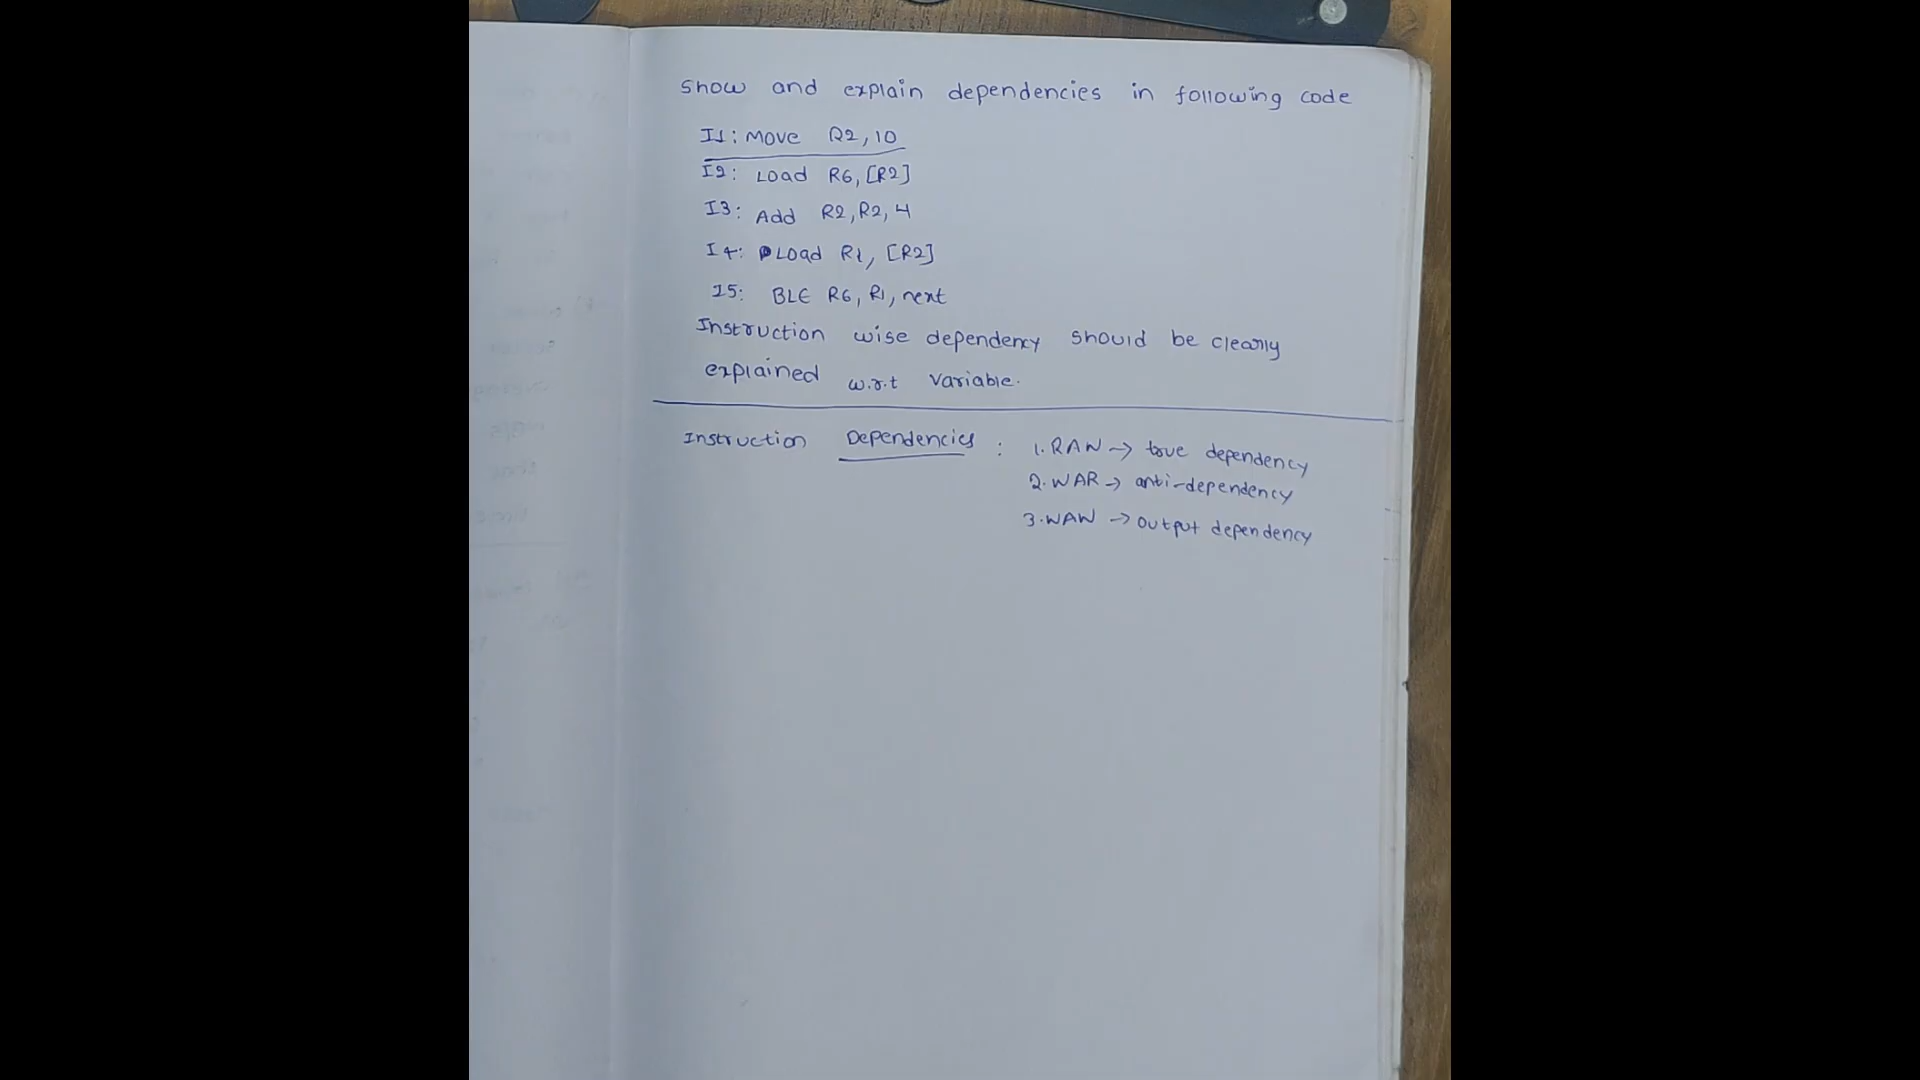 Show and explain dependencies in following code
I1: Move R2, 10
I2: Load R6, [R2]
I3: Add R2, R2, 4
I4: Load R1, [R2]
I5: BLE R6, R1, next
Instruction wise dependency should be clearly
explained w.r.t variable.
Instruction Dependencies : 1. RAW → true dependency
2. WAR → anti-dependency
3. WAW → output dependency